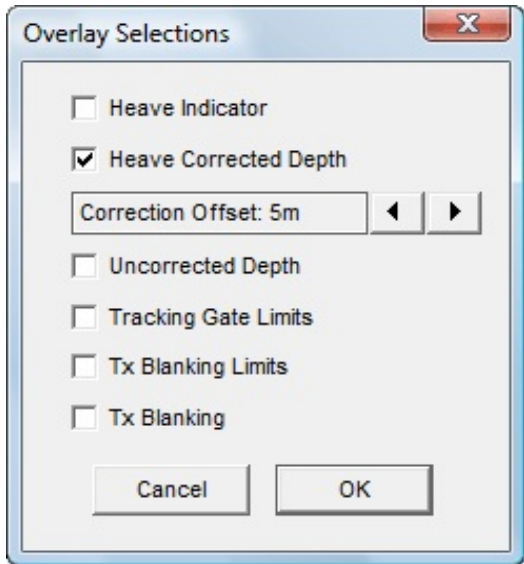 Overlay Selections
Heave Indicator
Heave Corrected Depth
Correction Offset: 5m
Uncorrected Depth
Tracking Gate Limits
Tx Blanking Limits
Tx Blanking
Cancel OK